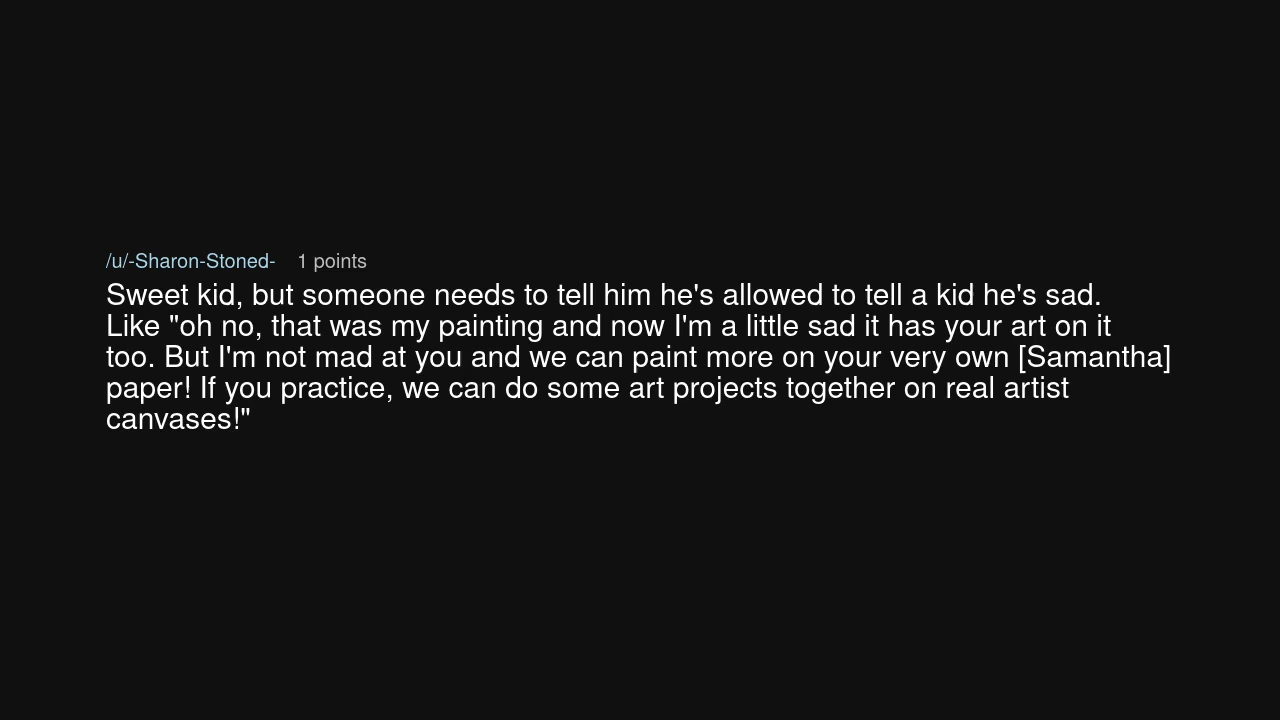 /u/-Sharon-Stoned- 1 points
Sweet kid, but someone needs to tell him he's allowed to tell a kid he's sad.
Like "oh no, that was my painting and now I'm a little sad it has your art on it
too. But I'm not mad at you and we can paint more on your very own [Samantha]
paper! If you practice, we can do some art projects together on real artist
canvases!"